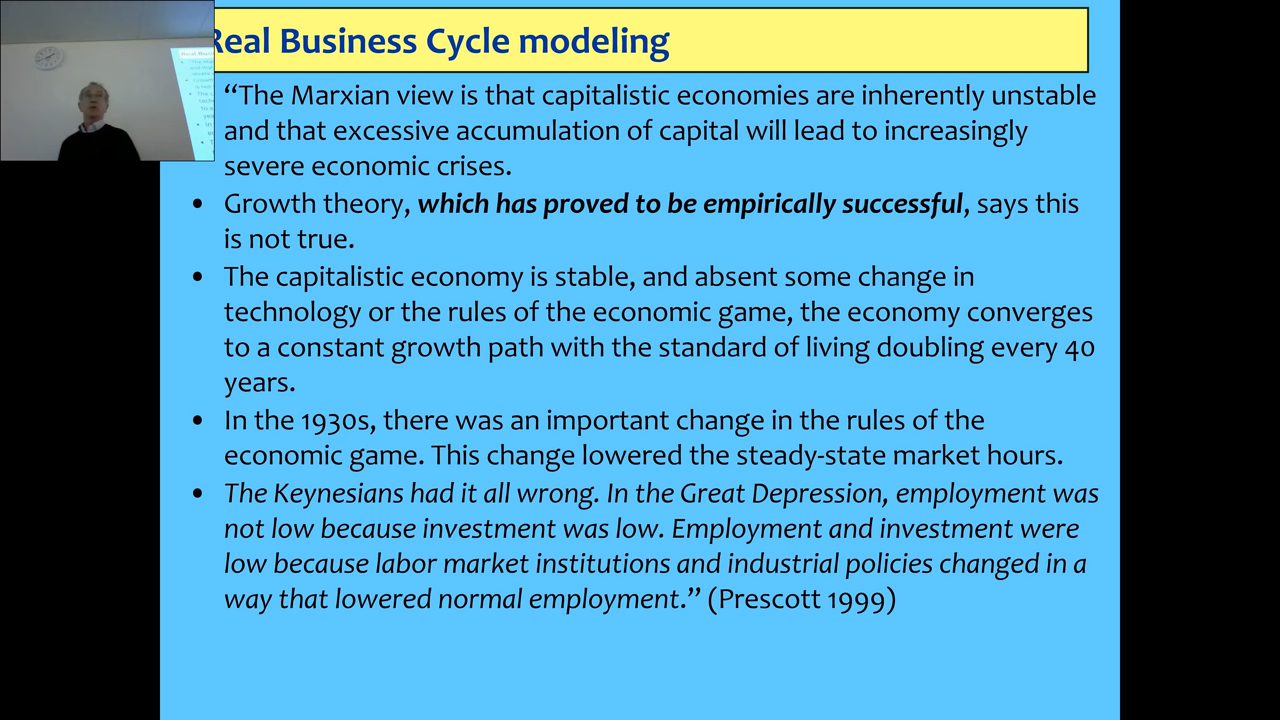 Real Business Cycle modeling
“The Marxian view is that capitalistic economies are inherently unstable
and that excessive accumulation of capital will lead to increasingly
severe economic crises.
• Growth theory, which has proved to be empirically successful, says this
is not true.
• The capitalistic economy is stable, and absent some change in
technology or the rules of the economic game, the economy converges
to a constant growth path with the standard of living doubling every 40
years.
• In the 1930s, there was an important change in the rules of the
economic game. This change lowered the steady-state market hours.
• The Keynesians had it all wrong. In the Great Depression, employment was
not low because investment was low. Employment and investment were
low because labor market institutions and industrial policies changed in a
way that lowered normal employment.” (Prescott 1999)